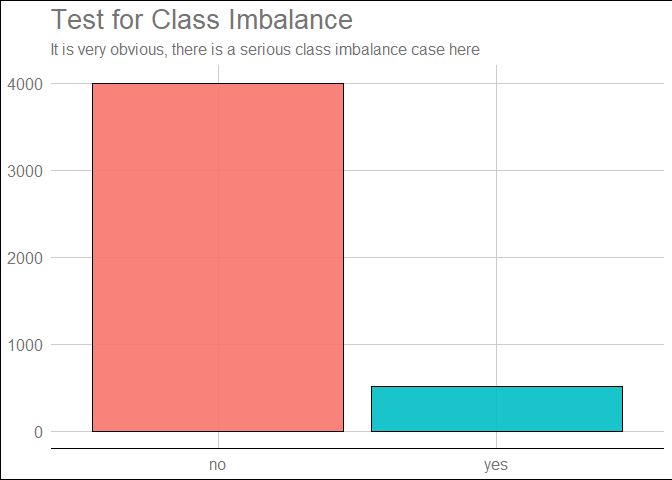 Test for Class Imbalance
It is very obvious, there is a serious class imbalance case here
4000
3000
2000
1000
0
no
yes